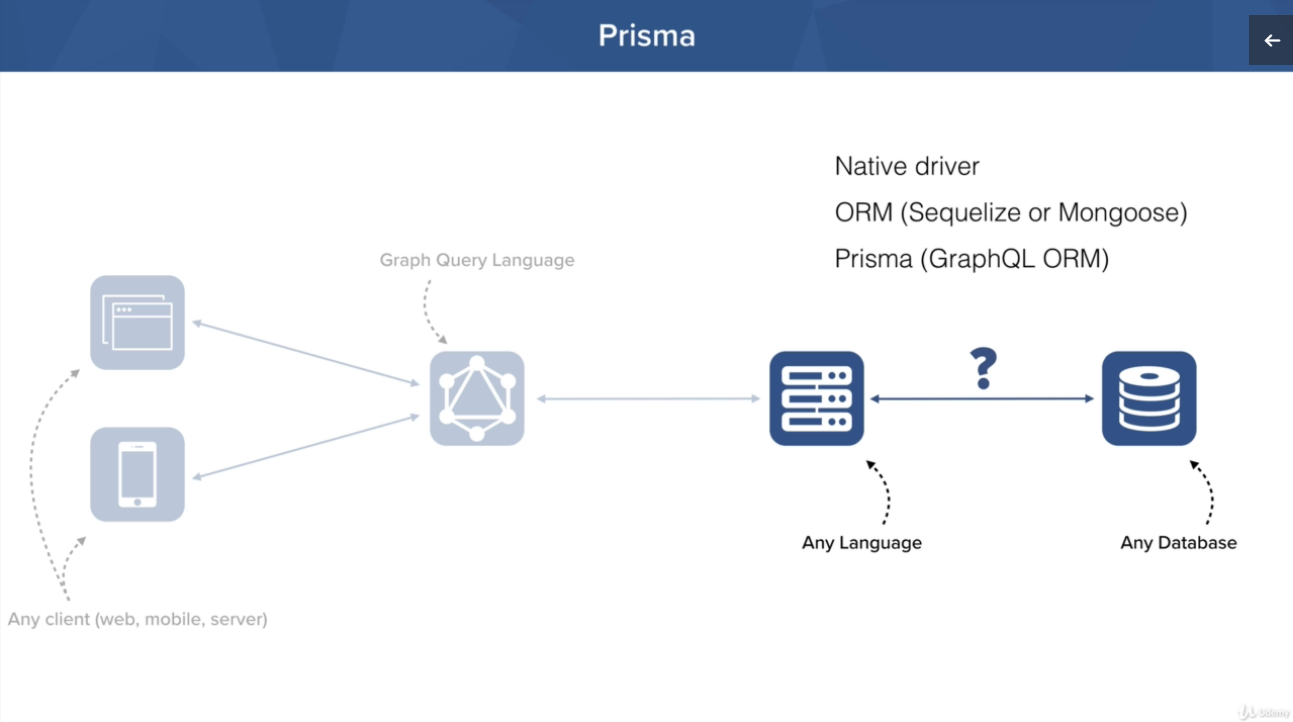 Prisma
Native driver
ORM (Sequelize or Mongoose)
Prisma (GraphQL ORM)
Graph Query Language
?
Any Language
Any Database
Any client (web, mobile, server)
Udemy